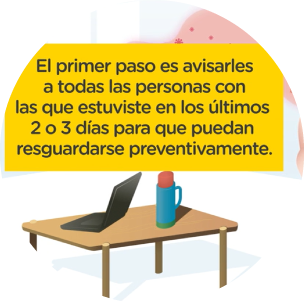 El primer paso es avisarles
a todas las personas con
las que estuviste en los últimos
2 o 3 días para que puedan
resguardarse preventivamente.